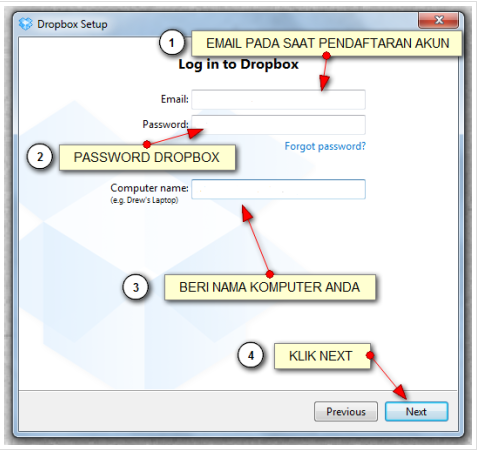 Dropbox Setup
1 EMAIL PADA SAAT PENDAFTARAN AKUN
Log in to Dropbox
Email:
Password:
Forgot password?
2 PASSWORD DROPBOX
Computer name:
(e.g. Drew's Laptop)
3 BERI NAMA KOMPUTER ANDA
4 KLIK NEXT
Previous Next